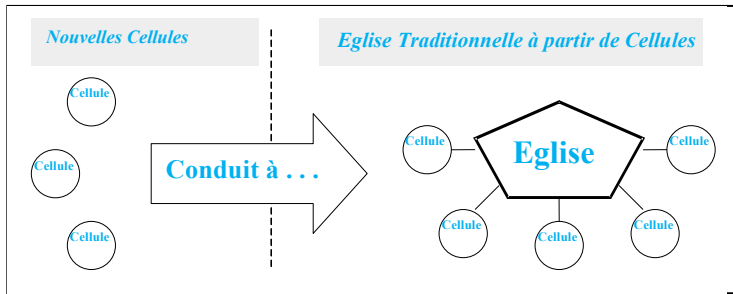 Nouvelles Cellules
Eglise Traditionnelle à partir de Cellules
Cellule
Cellule
Cellule
Conduit à . . .
Eglise
Cellule
Cellule
Cellule
Cellule
Cellule